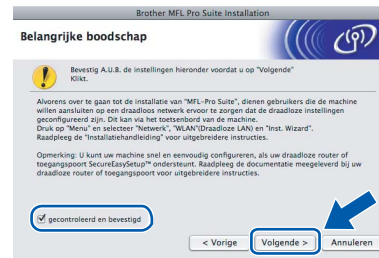 Brother MFL Pro Suite Installation
Belangrijke boodschap
Bevestig A.U.B. de instellingen hieronder voordat u op "Volgende"
Klikt.
Alvorens over te gaan tot de installatie van "MFL-Pro Suite", dienen gebruikers die de machine
willen aansluiten op een draadloos netwerk ervoor te zorgen dat de draadloze instellingen
geconfigureerd zijn. Dit kan via het toetsenbord van de machine.
Druk op "Menu" en selecteer "Netwerk", "WLAN"(Draadloze LAN) en "Inst. Wizard".
Raadpleeg de "Installatiehandleiding" voor uitgebreidere instructies.
Opmerking: U kunt uw machine snel en eenvoudig configureren, als uw draadloze router of
toegangspoort SecureEasySetup™ ondersteunt. Raadpleeg de documentatie meegeleverd bij uw
draadloze router of toegangspoort voor uitgebreidere instructies.
gecontroleerd en bevestigd
< Vorige
Volgende >
Annuleren